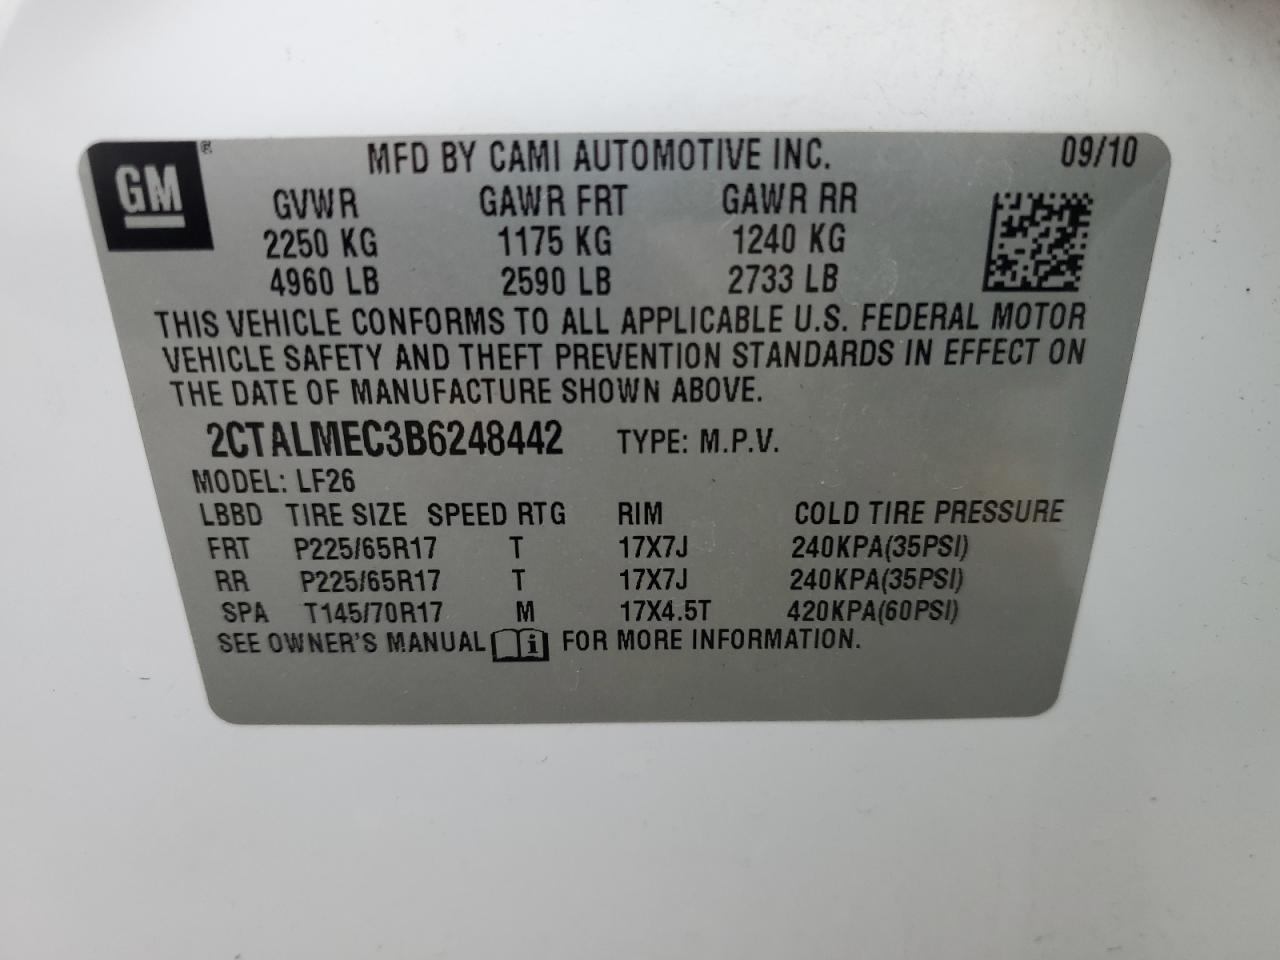 GM®
MFD BY CAMI AUTOMOTIVE INC. 09/10
GVWR GAWR FRT GAWR RR
2250 KG 1175 KG 1240 KG
4960 LB 2590 LB 2733 LB
THIS VEHICLE CONFORMS TO ALL APPLICABLE U.S. FEDERAL MOTOR
VEHICLE SAFETY AND THEFT PREVENTION STANDARDS IN EFFECT ON
THE DATE OF MANUFACTURE SHOWN ABOVE.
2CTALMEC3B6248442 TYPE: M.P.V.
MODEL: LF26
LBBD TIRE SIZE SPEED RTG RIM COLD TIRE PRESSURE
FRT P225/65R17 T 17X7J 240KPA(35PSI)
RR P225/65R17 T 17X7J 240KPA(35PSI)
SPA T145/70R17 M 17X4.5T 420KPA(60PSI)
SEE OWNER'S MANUAL i FOR MORE INFORMATION.